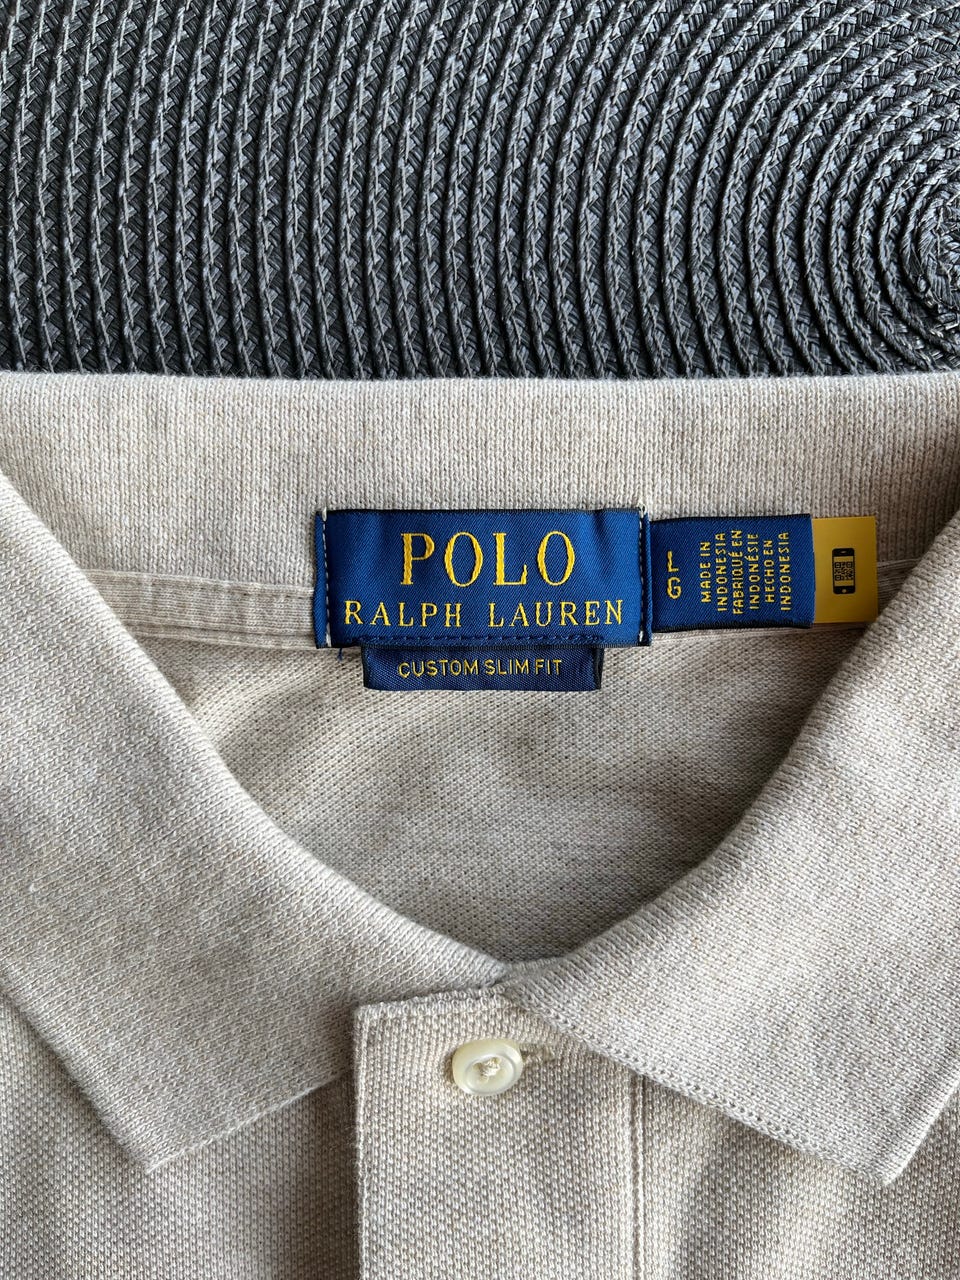 POLO
RALPH LAUREN
CUSTOM SLIM FIT
L
G
MADE IN
INDONESIA
FABRIQUÉ EN
INDONÉSIE
HECHO EN
INDONESIA